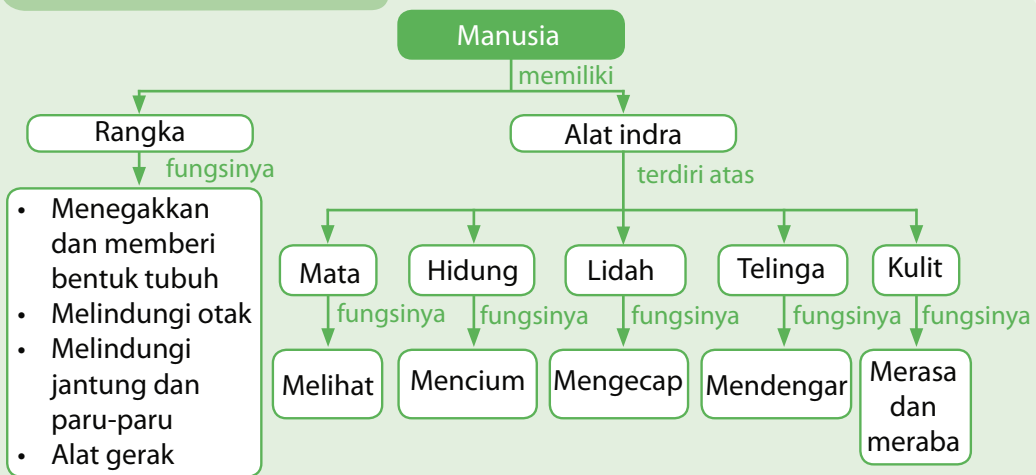 Manusia
memiliki
Rangka
Alat indra
fungsinya
terdiri atas
• Menegakkan
dan memberi
bentuk tubuh
• Melindungi otak
• Melindungi
jantung dan
paru-paru
• Alat gerak
Mata
Hidung
Lidah
Telinga
Kulit
fungsinya
fungsinya
fungsinya
fungsinya
fungsinya
Melihat
Mencium
Mengecap
Mendengar
Merasa
dan
meraba